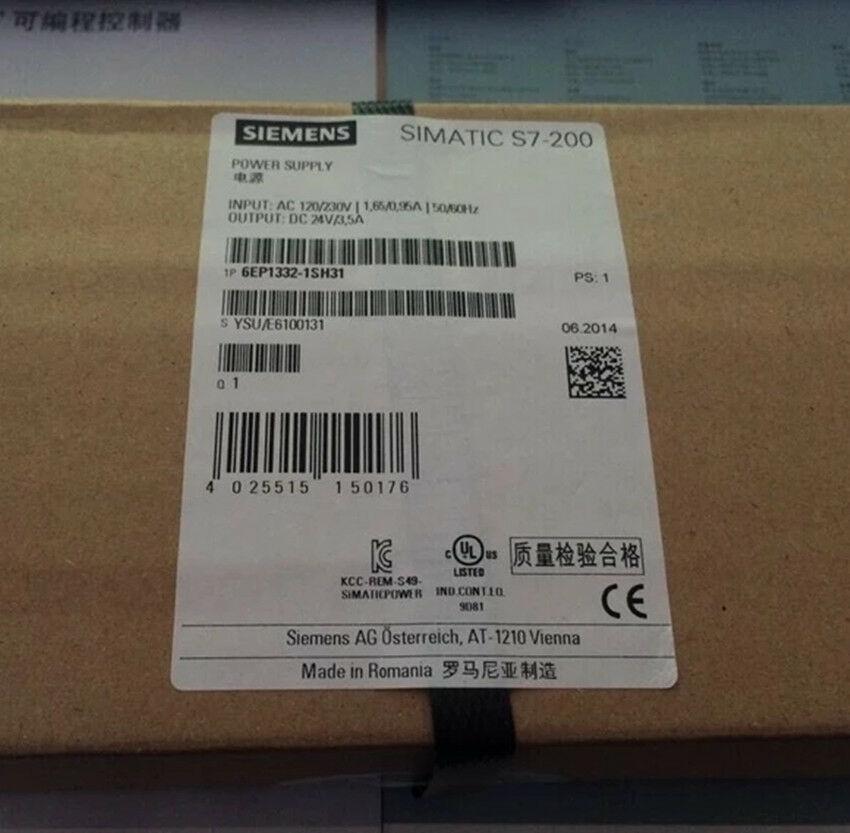 可编程控制器
SIEMENS SIMATIC S7-200
POWER SUPPLY
电源
INPUT: AC 120/230V | 1,65/0,95A | 50/60Hz
OUTPUT: DC 24V/3,5A
1P 6EP1332-1SH31
PS: 1
S YSU/E6100131
06.2014
Q 1
4 025515 150176
KCC-REM-S49-
SIMATICPOWER
C UL US
LISTED
IND.CONT.EQ.
9D81
质量检验合格
CE
Siemens AG Österreich, AT-1210 Vienna
Made in Romania 罗马尼亚制造